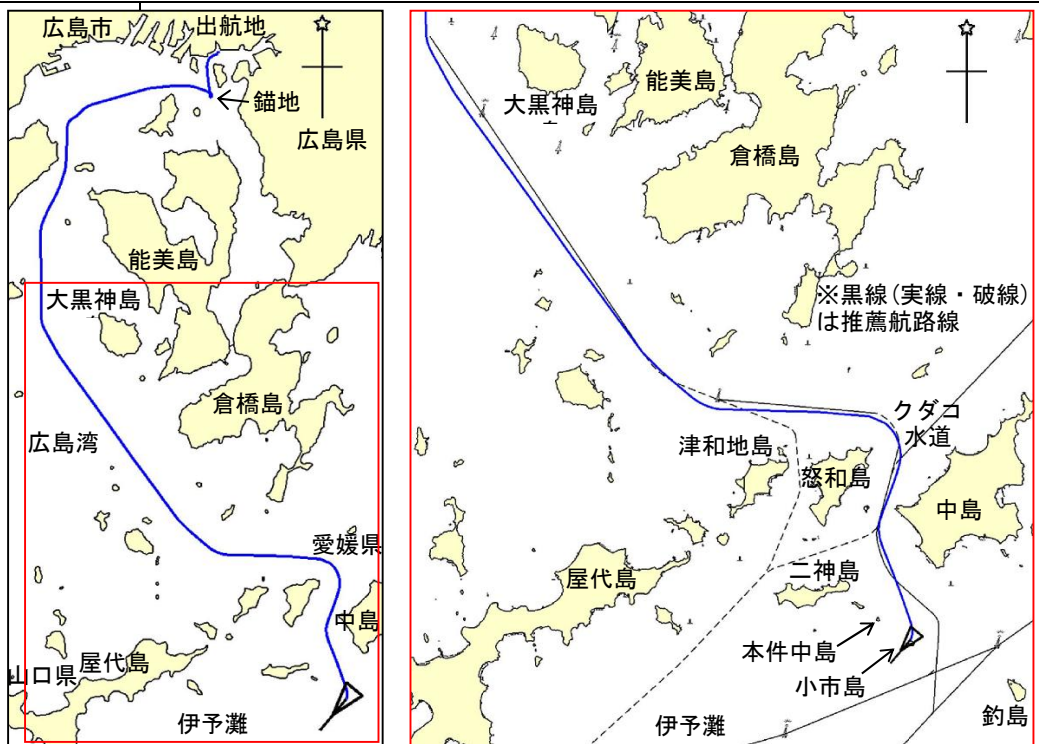 広島市
出航地
錨地
広島県
能美島
大黒神島
倉橋島
広島湾
愛媛県
中島
屋代島
山口県
伊予灘
能美島
大黒神島
倉橋島
※黒線(実線・破線)
は推薦航路線
クダコ
水道
津和地島
怒和島
中島
屋代島
二神島
本件中島
小市島
伊予灘
釣島